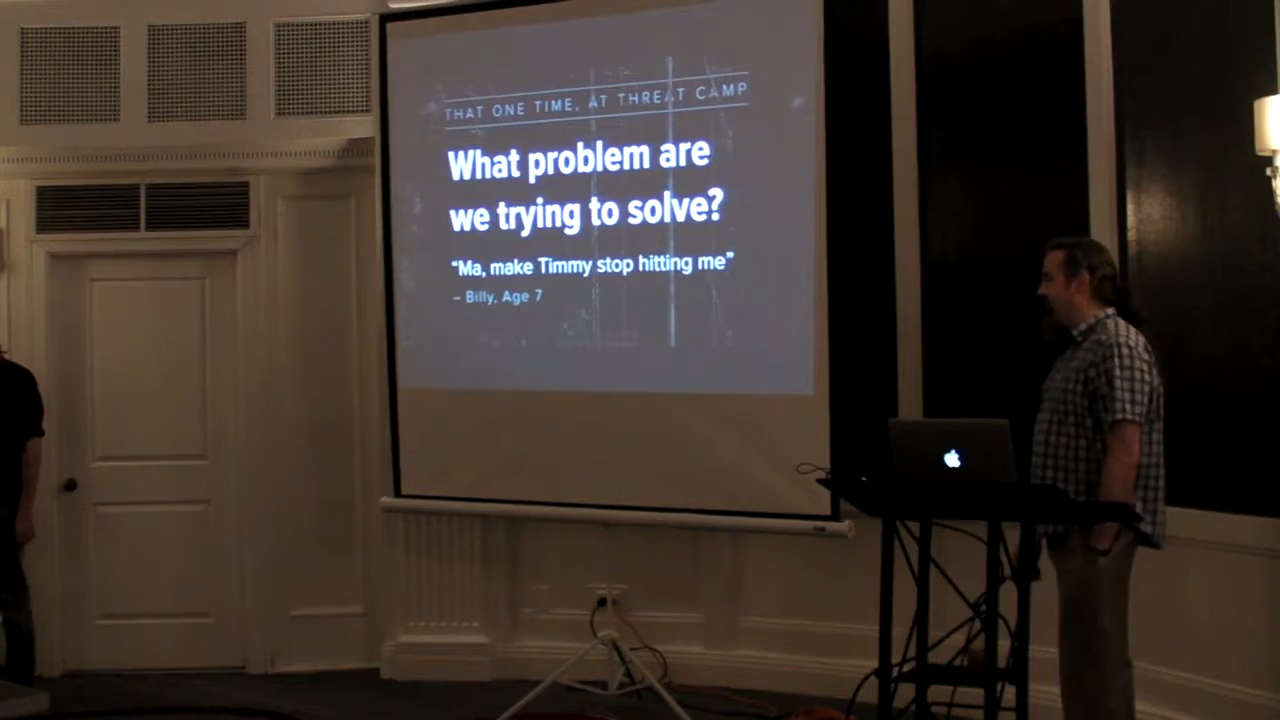 THAT ONE TIME, AT THREAT CAMP
What problem are
we trying to solve?
“Ma, make Timmy stop hitting me”
– Billy, Age 7